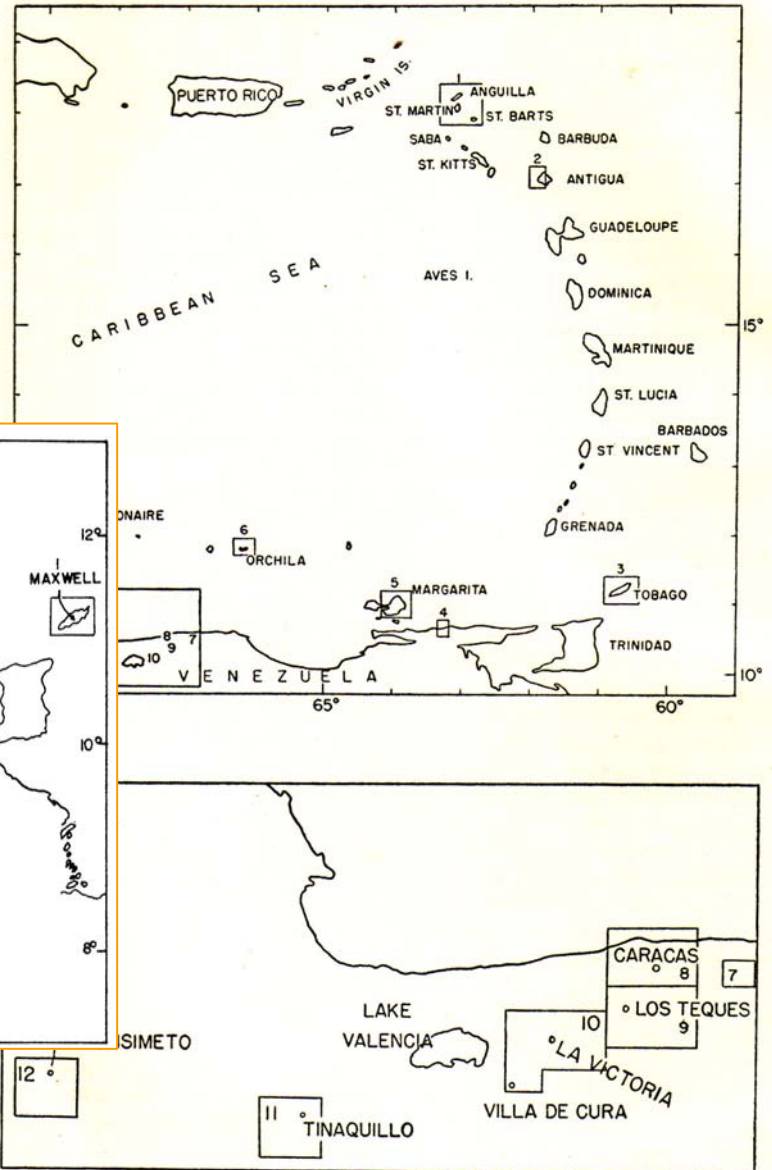 PUERTO RICO
VIRGIN IS.
1
ANGUILLA
ST. MARTIN
ST. BARTS
SABA
BARBUDA
ST. KITTS
2
ANTIGUA
GUADELOUPE
CARIBBEAN SEA
AVES I.
DOMINICA
15°
MARTINIQUE
ST. LUCIA
BARBADOS
ST. VINCENT
GRENADA
ONAIRE
12°
6
ORCHILA
1
MAXWELL
5
MARGARITA
3
TOBAGO
4
8
7
9
10
TRINIDAD
VENEZUELA
10°
65°
60°
10°
8°
CARACAS
8
7
LAKE
VALENCIA
10
LOS TEQUES
9
SIMETO
LA VICTORIA
12
VILLA DE CURA
11
TINAQUILLO